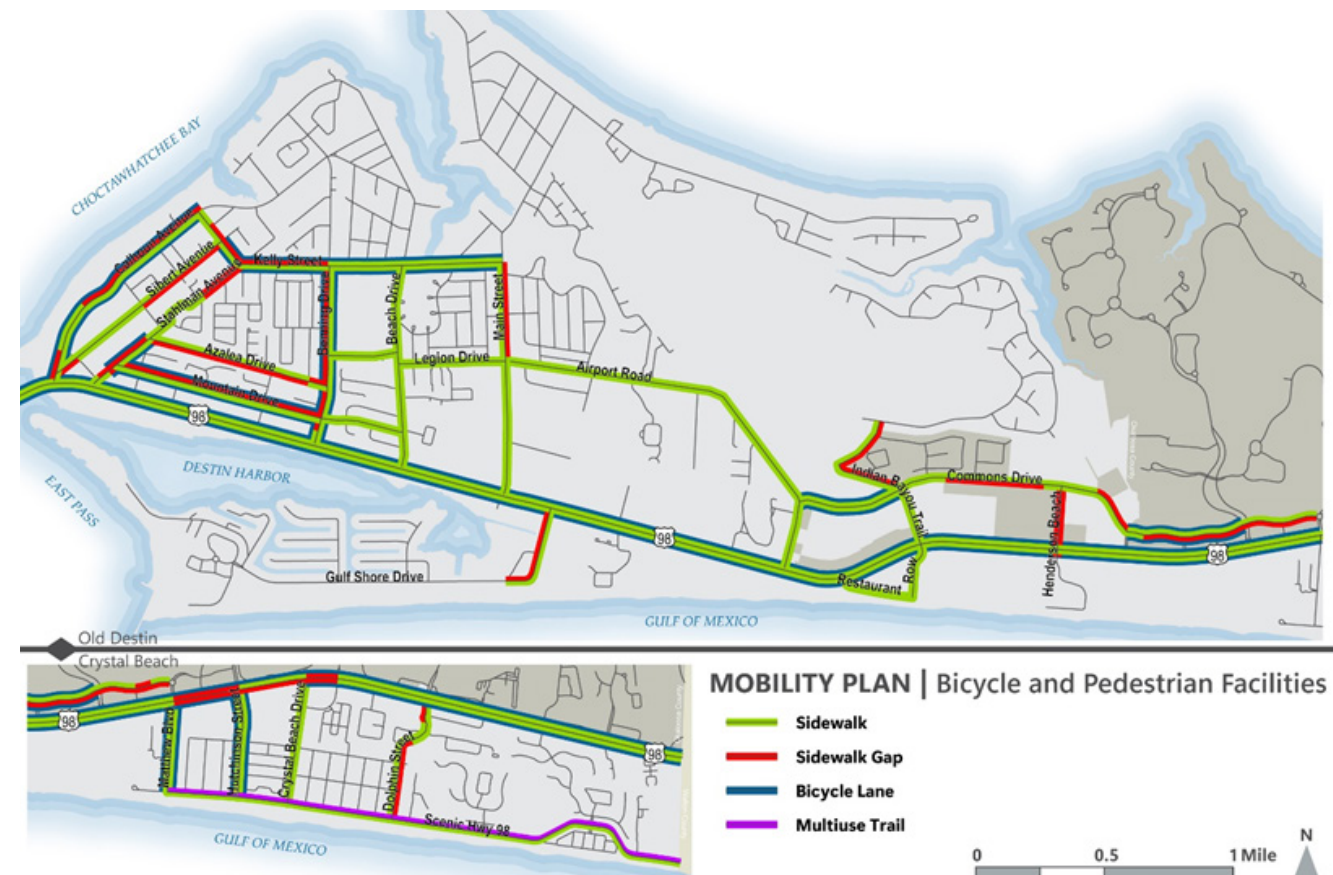 CHOCTAWHATCHEE BAY
Calhoun Avenue
Sibert Avenue
Stahlman Avenue
Kelly Street
Benning Drive
Beach Drive
Main Street
Azalea Drive
Legion Drive
Airport Road
Mountain Drive
98
DESTIN HARBOR
EAST PASS
Indian Bayou Trail
Commons Drive
Henderson Beach
98
98
Gulf Shore Drive
Restaurant Row
GULF OF MEXICO
Old Destin
Crystal Beach
98
Matthew Blvd
Hutchinson Street
Crystal Beach Drive
Dolphin Street
98
Scenic Hwy 98
GULF OF MEXICO
MOBILITY PLAN | Bicycle and Pedestrian Facilities
Sidewalk
Sidewalk Gap
Bicycle Lane
Multiuse Trail
N
0 0.5 1 Mile